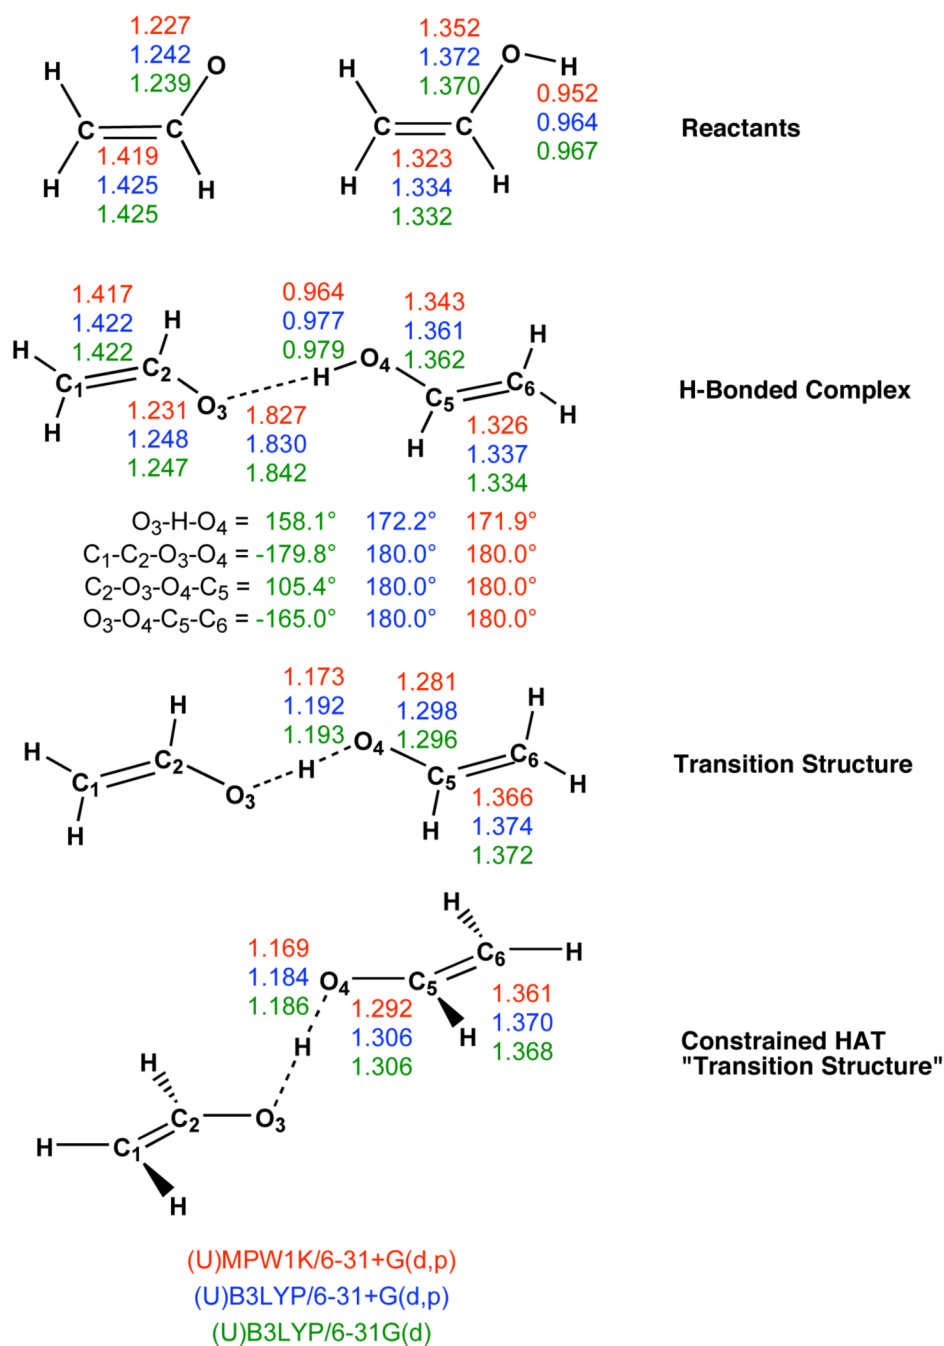 1.227
1.242
1.239
H
O
C
C
H
H
1.419
1.425
1.425
1.352
1.372
1.370
H
O
H
0.952
0.964
0.967
C
C
H
H
1.323
1.334
1.332
Reactants
1.417
1.422
1.422
H
H
C1
C2
H
O3
1.231
1.248
1.247
0.964
0.977
0.979
H
1.827
1.830
1.842
O4
1.343
1.361
1.362
C5
C6
H
H
H
1.326
1.337
1.334
H-Bonded Complex
O3-H-O4 = 158.1° 172.2° 171.9°
C1-C2-O3-O4 = -179.8° 180.0° 180.0°
C2-O3-O4-C5 = 105.4° 180.0° 180.0°
O3-O4-C5-C6 = -165.0° 180.0° 180.0°
H
H
C1
C2
H
O3
1.173
1.192
1.193
H
O4
1.281
1.298
1.296
C5
C6
H
H
H
1.366
1.374
1.372
Transition Structure
1.169
1.184
1.186
O4
C5
C6
H
H
H
1.292
1.306
1.306
1.361
1.370
1.368
H
H
H
C1
C2
O3
H
Constrained HAT
"Transition Structure"
(U)MPW1K/6-31+G(d,p)
(U)B3LYP/6-31+G(d,p)
(U)B3LYP/6-31G(d)